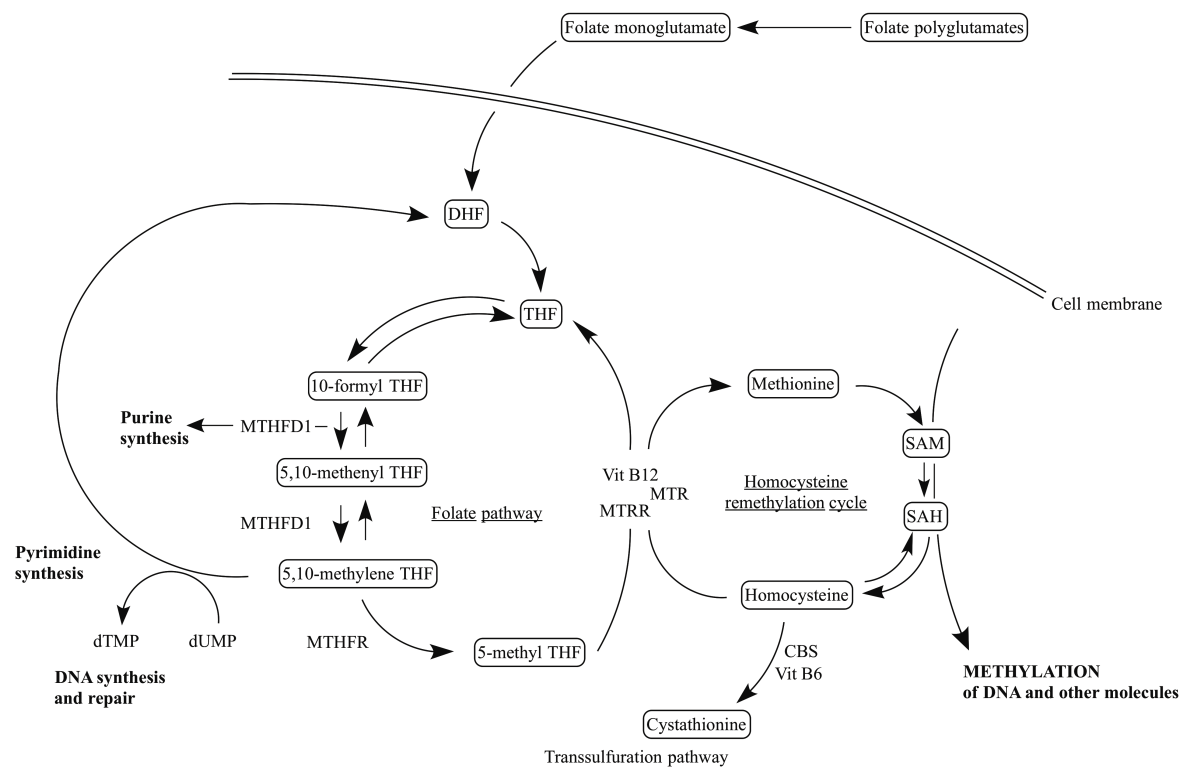 Folate monoglutamate
Folate polyglutamates
DHF
THF
Cell membrane
10-formyl THF
Methionine
Purine
synthesis
MTHFD1
SAM
5,10-methenyl THF
Vit B12
MTR
MTRR
Homocysteine
remethylation cycle
Folate pathway
SAH
MTHFD1
Pyrimidine
synthesis
5,10-methylene THF
Homocysteine
dTMP
dUMP
MTHFR
5-methyl THF
CBS
Vit B6
DNA synthesis
and repair
METHYLATION
of DNA and other molecules
Cystathionine
Transsulfuration pathway